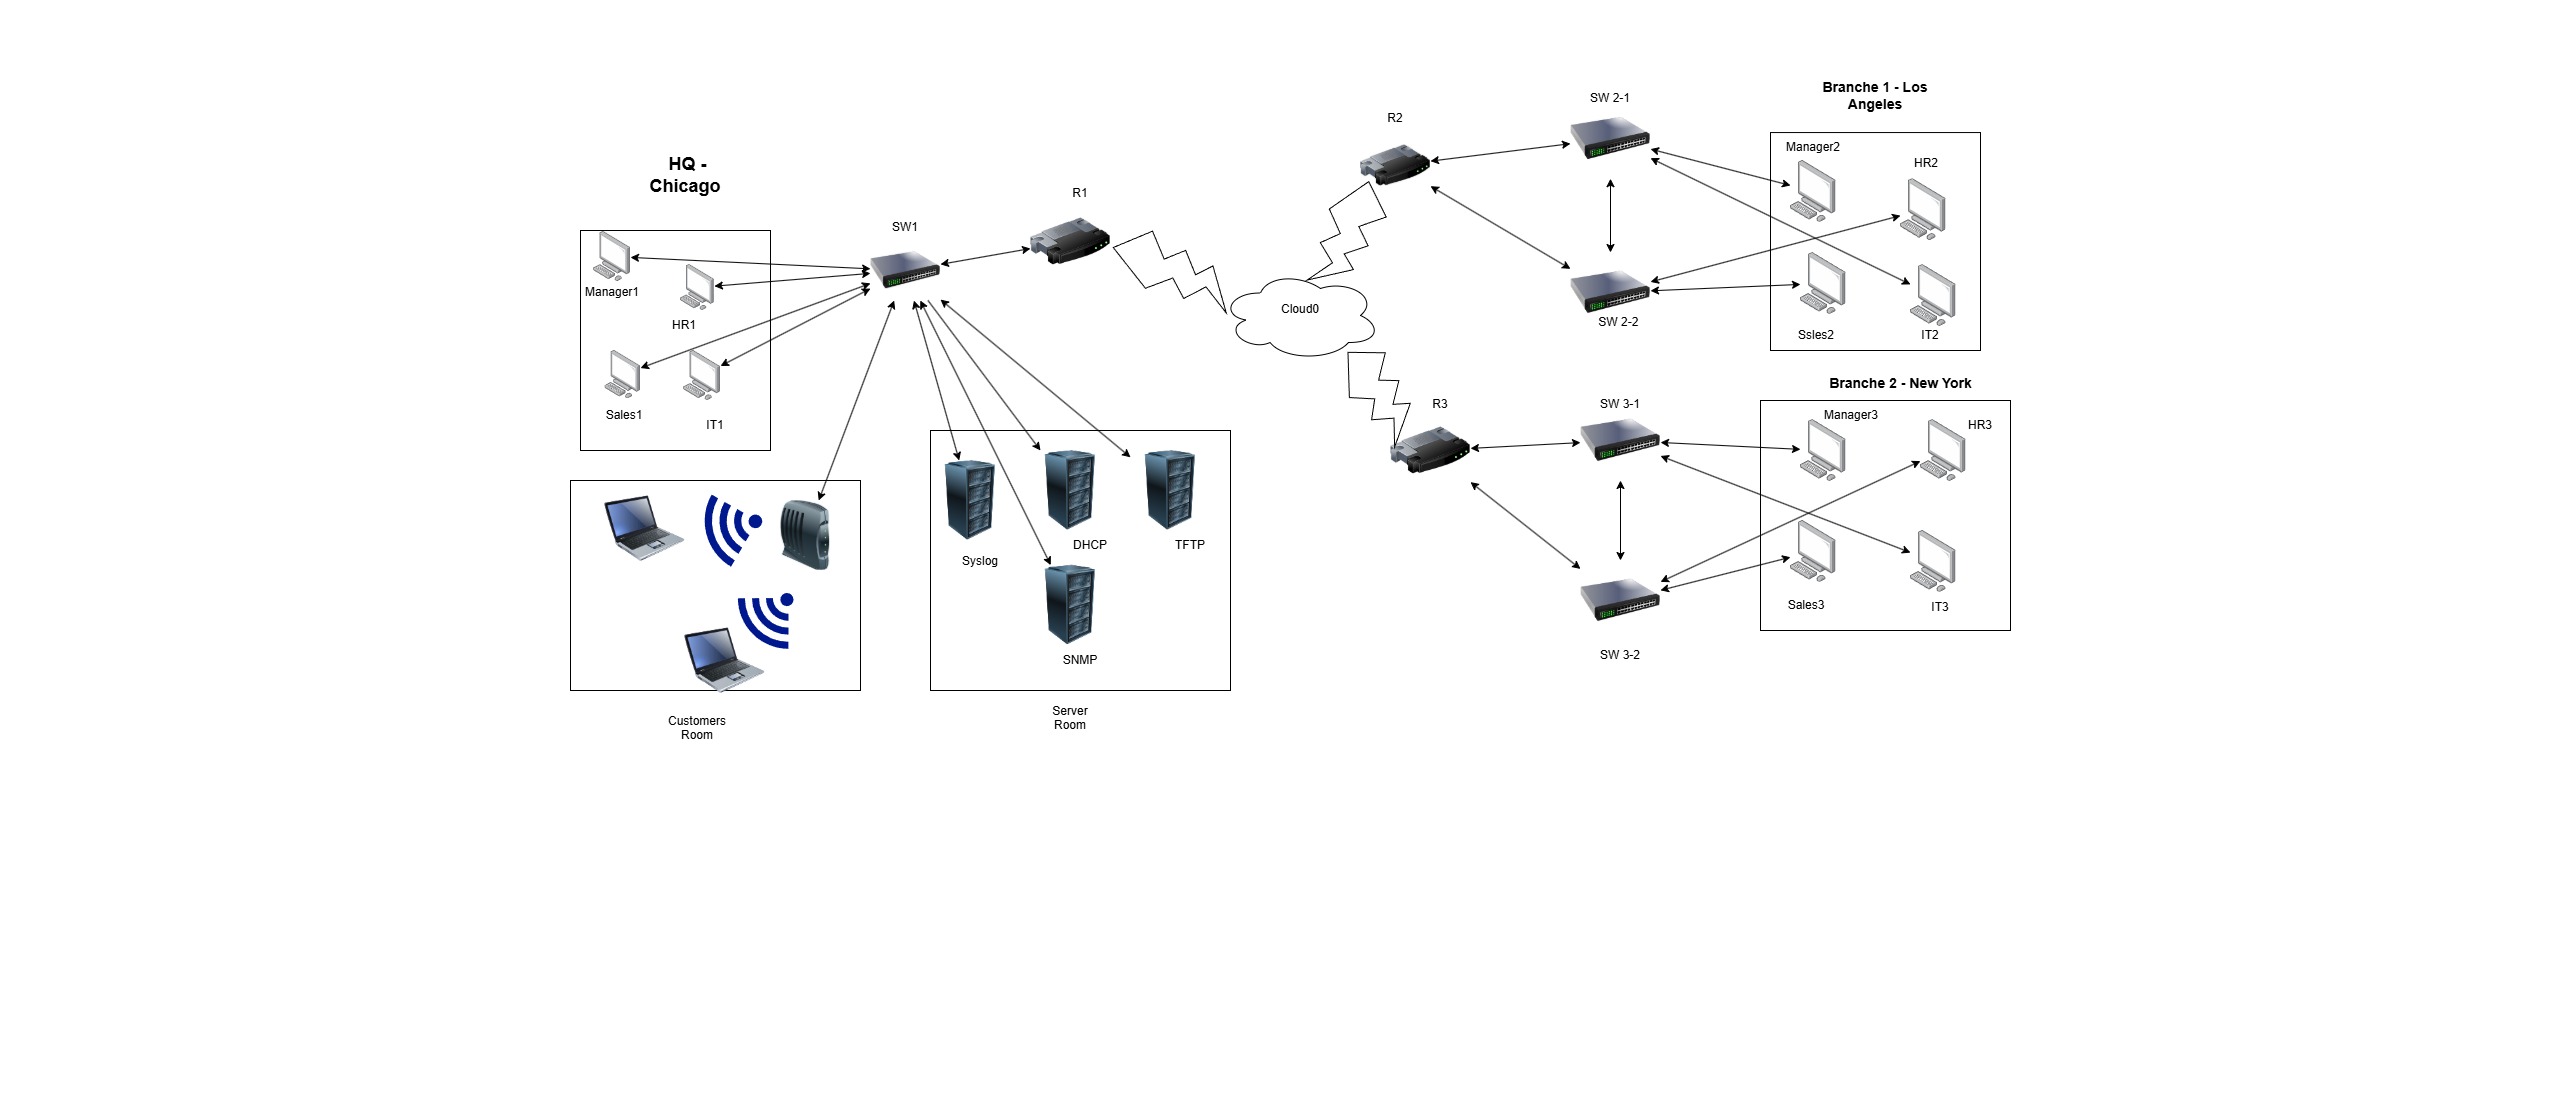 HQ -
Chicago
Manager1
HR1
Sales1
IT1
SW1
R1
Cloud0
Customers
Room
Syslog
DHCP
TFTP
SNMP
Server
Room
R2
SW 2-1
SW 2-2
Branche 1 - Los
Angeles
Manager2
HR2
Ssles2
IT2
R3
SW 3-1
SW 3-2
Branche 2 - New York
Manager3
HR3
Sales3
IT3